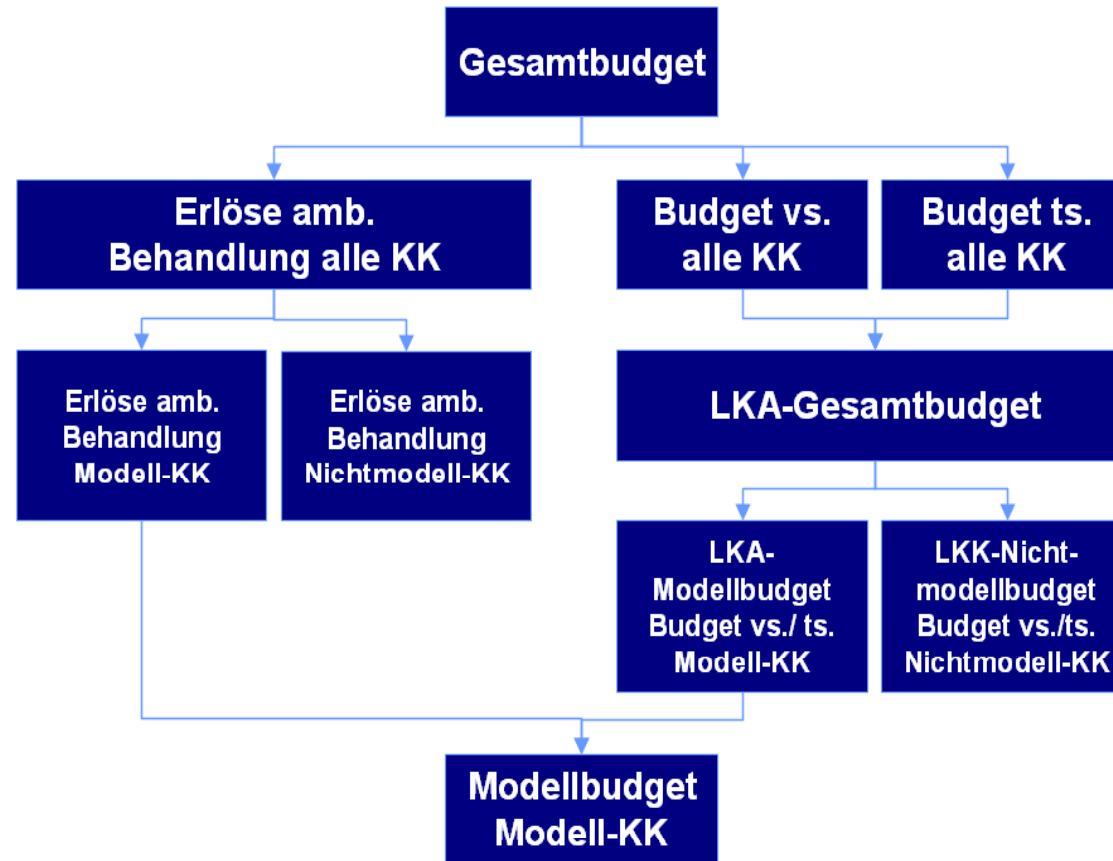 Gesamtbudget
Erlöse amb.
Behandlung alle KK
Budget vs.
alle KK
Budget ts.
alle KK
Erlöse amb.
Behandlung
Modell-KK
Erlöse amb.
Behandlung
Nichtmodell-KK
LKA-Gesamtbudget
LKA-
Modellbudget
Budget vs./ ts.
Modell-KK
LKK-Nicht-
modellbudget
Budget vs./ts.
Nichtmodell-KK
Modellbudget
Modell-KK